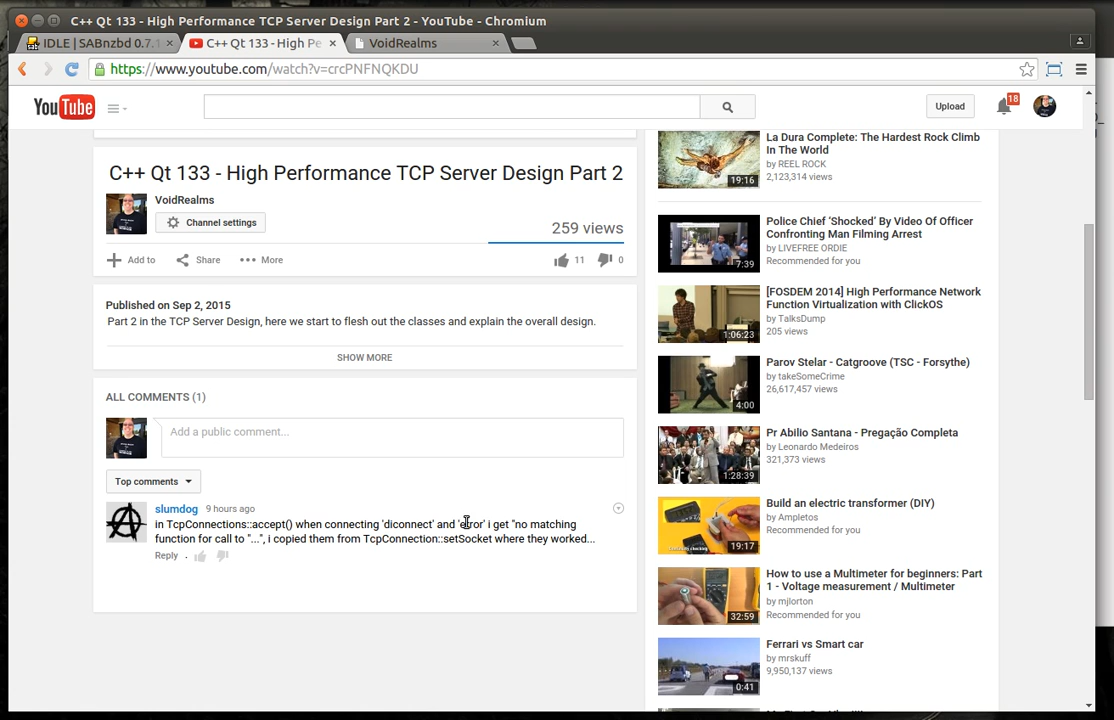 C++ Qt 133 - High Performance TCP Server Design Part 2 - YouTube - Chromium
IDLE | SABnzbd 0.7.1
C++ Qt 133 - High Pe
VoidRealms
https://www.youtube.com/watch?v=crcPNFNQKDU
YouTube
Upload
18
C++ Qt 133 - High Performance TCP Server Design Part 2
VoidRealms
Channel settings
259 views
Add to
Share
More
11
0
Published on Sep 2, 2015
Part 2 in the TCP Server Design, here we start to flesh out the classes and explain the overall design.
SHOW MORE
ALL COMMENTS (1)
Add a public comment...
Top comments
slumdog 9 hours ago
in TcpConnections::accept() when connecting 'diconnect' and 'error' i get "no matching
function for call to "...", i copied them from TcpConnection::setSocket where they worked...
Reply .
La Dura Complete: The Hardest Rock Climb
In The World
by REEL ROCK
2,123,314 views
19:16
Police Chief ‘Shocked’ By Video Of Officer
Confronting Man Filming Arrest
by LIVEFREE ORDIE
Recommended for you
7:39
[FOSDEM 2014] High Performance Network
Function Virtualization with ClickOS
by TalksDump
205 views
1:06:23
Parov Stelar - Catgroove (TSC - Forsythe)
by takeSomeCrime
26,617,457 views
4:00
Pr Abilio Santana - Pregação Completa
by Leonardo Medeiros
321,373 views
1:28:39
Build an electric transformer (DIY)
by Ampletos
Recommended for you
19:17
How to use a Multimeter for beginners: Part
1 - Voltage measurement / Multimeter
by mjlorton
Recommended for you
32:59
Ferrari vs Smart car
by mrskuff
9,950,137 views
0:41